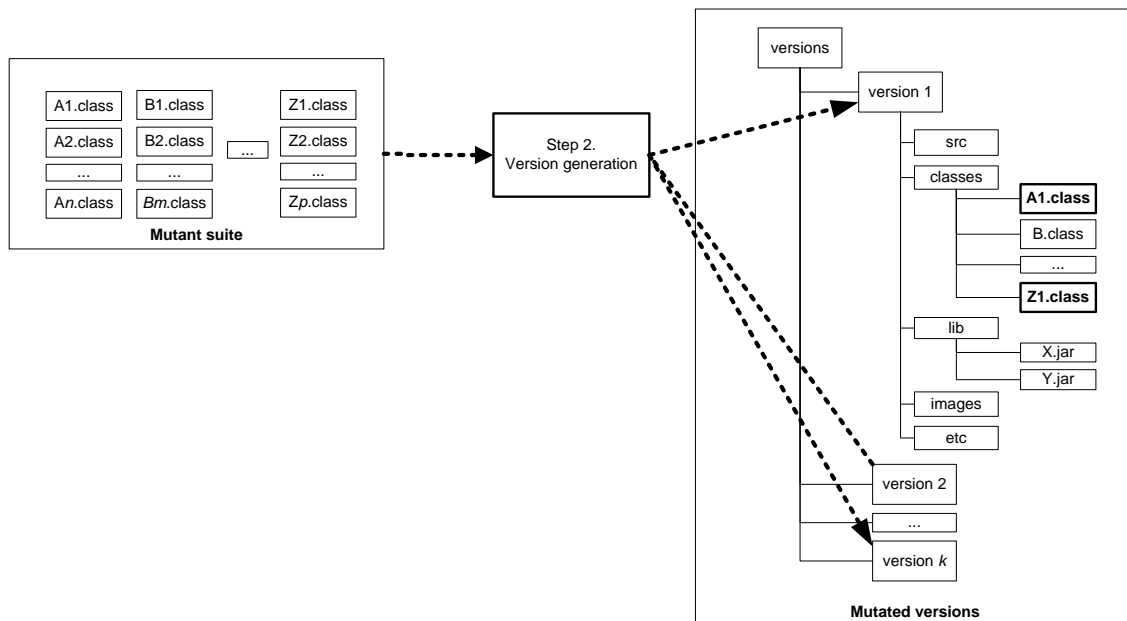 A1.class
B1.class
Z1.class
A2.class
B2.class
...
Z2.class
...
...
...
An.class
Bm.class
Zp.class
Mutant suite
Step 2.
Version generation
versions
version 1
src
classes
A1.class
B.class
...
Z1.class
lib
X.jar
Y.jar
images
etc
version 2
...
version k
Mutated versions